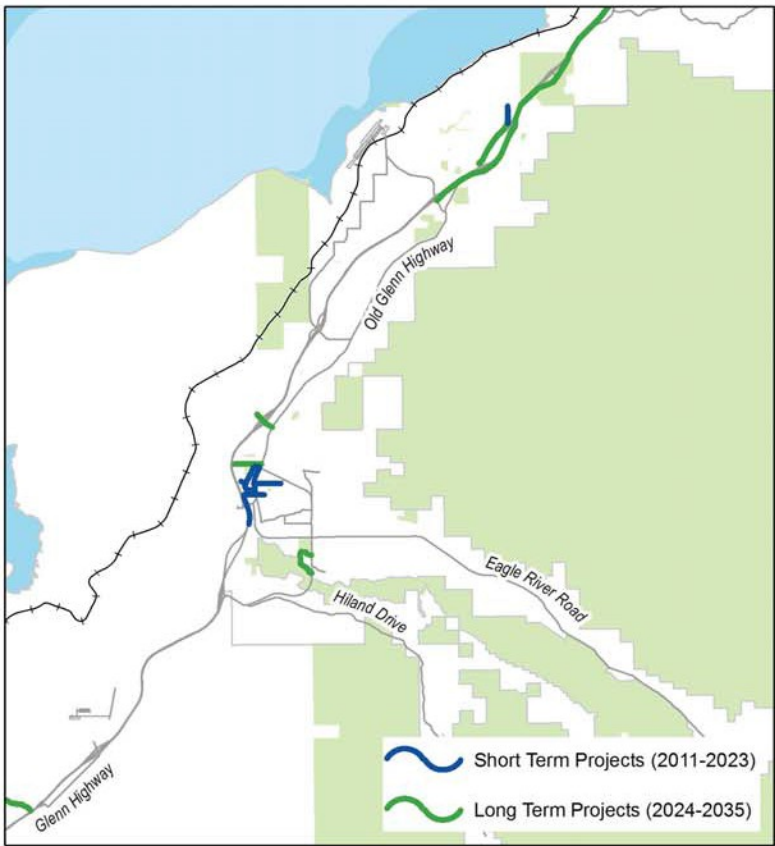 Old Glenn Highway
Eagle River Road
Hiland Drive
Short Term Projects (2011-2023)
Long Term Projects (2024-2035)
Glenn Highway